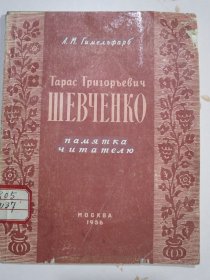 А. М. Гимельфарб
Тарас Григорьевич
ШЕВЧЕНКО
памятка
читателю
МОСКВА
1956